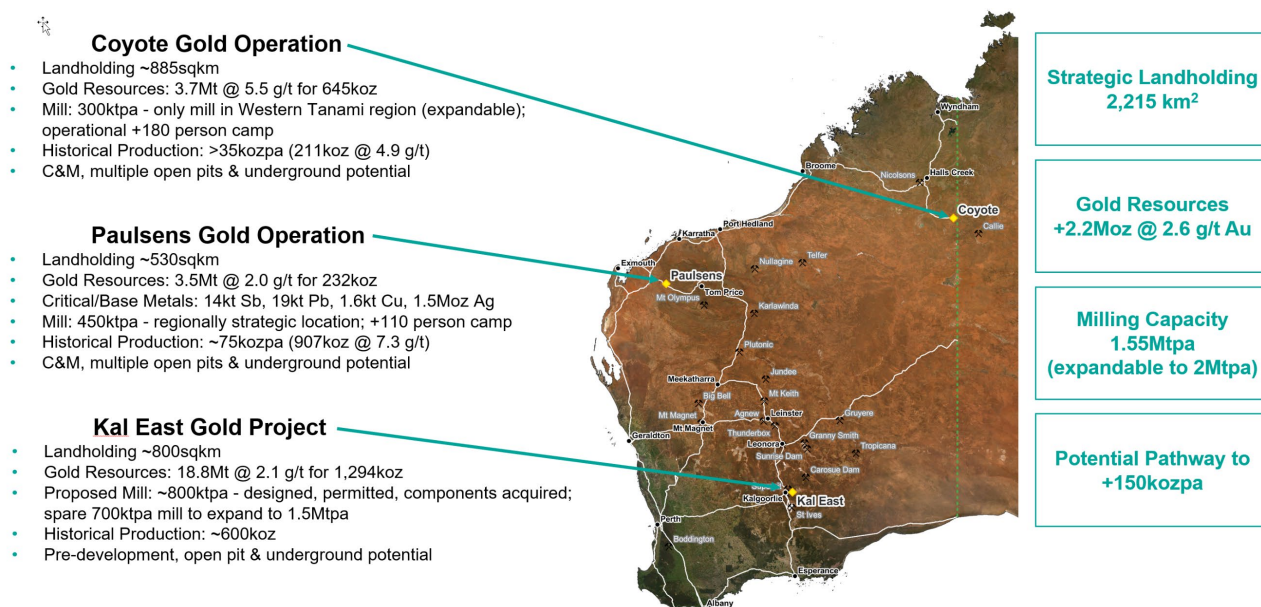 Coyote Gold Operation
• Landholding ~885sqkm
• Gold Resources: 3.7Mt @ 5.5 g/t for 645koz
• Mill: 300ktpa - only mill in Western Tanami region (expandable);
operational +180 person camp
• Historical Production: >35kozpa (211koz @ 4.9 g/t)
• C&M, multiple open pits & underground potential
Paulsens Gold Operation
• Landholding ~530sqkm
• Gold Resources: 3.5Mt @ 2.0 g/t for 232koz
• Critical/Base Metals: 14kt Sb, 19kt Pb, 1.6kt Cu, 1.5Moz Ag
• Mill: 450ktpa - regionally strategic location; +110 person camp
• Historical Production: ~75kozpa (907koz @ 7.3 g/t)
• C&M, multiple open pits & underground potential
Kal East Gold Project
• Landholding ~800sqkm
• Gold Resources: 18.8Mt @ 2.1 g/t for 1,294koz
• Proposed Mill: ~800ktpa - designed, permitted, components acquired;
spare 700ktpa mill to expand to 1.5Mtpa
• Historical Production: ~600koz
• Pre-development, open pit & underground potential
Wyndham
Broome
Halls Creek
Nicolsons
Coyote
Callie
Port Hedland
Karratha
Exmouth
Telfer
Nullagine
Paulsens
Tom Price
Mt Olympus
Karlawinda
Plutonic
Jundee
Meekatharra
Mt Keith
Big Bell
Mt Magnet
Mt Magnet
Agnew
Leinster
Gruyere
Geraldton
Thunderbox
Granny Smith
Leonora
Tropicana
Sunrise Dam
Carosue Dam
Kalgoorlie
Kal East
St Ives
Perth
Boddington
Esperance
Albany
Strategic Landholding
2,215 km²
Gold Resources
+2.2Moz @ 2.6 g/t Au
Milling Capacity
1.55Mtpa
(expandable to 2Mtpa)
Potential Pathway to
+150kozpa